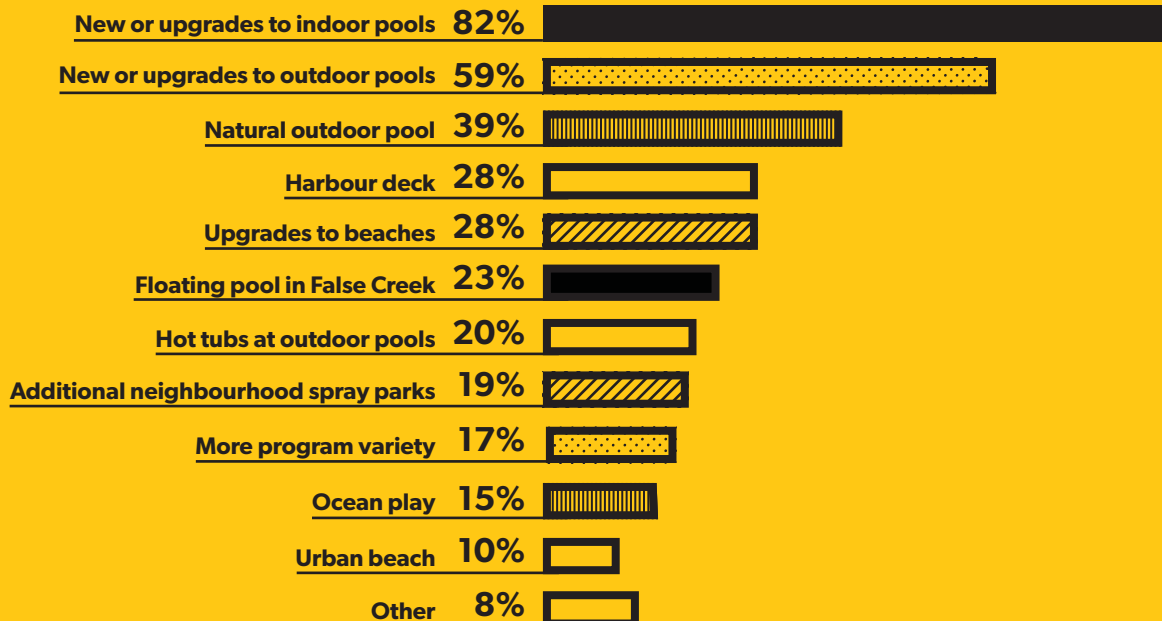 New or upgrades to indoor pools 82%
New or upgrades to outdoor pools 59%
Natural outdoor pool 39%
Harbour deck 28%
Upgrades to beaches 28%
Floating pool in False Creek 23%
Hot tubs at outdoor pools 20%
Additional neighbourhood spray parks 19%
More program variety 17%
Ocean play 15%
Urban beach 10%
Other 8%